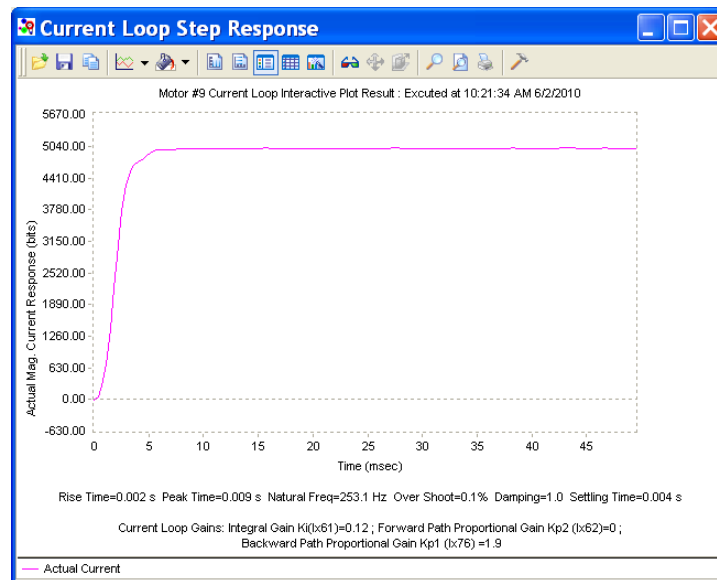 Current Loop Step Response
Motor #9 Current Loop Interactive Plot Result : Excuted at 10:21:34 AM 6/2/2010
5670.00
5040.00
4410.00
3780.00
3150.00
2520.00
1890.00
1260.00
630.00
0.00
-630.00
Actual Mag. Current Response (bits)
0 5 10 15 20 25 30 35 40 45
Time (msec)
Rise Time=0.002 s Peak Time=0.009 s Natural Freq=253.1 Hz Over Shoot=0.1% Damping=1.0 Settling Time=0.004 s
Current Loop Gains: Integral Gain Ki(Ix61)=0.12 ; Forward Path Proportional Gain Kp2 (Ix62)=0 ;
Backward Path Proportional Gain Kp1 (Ix76) =1.9
Actual Current